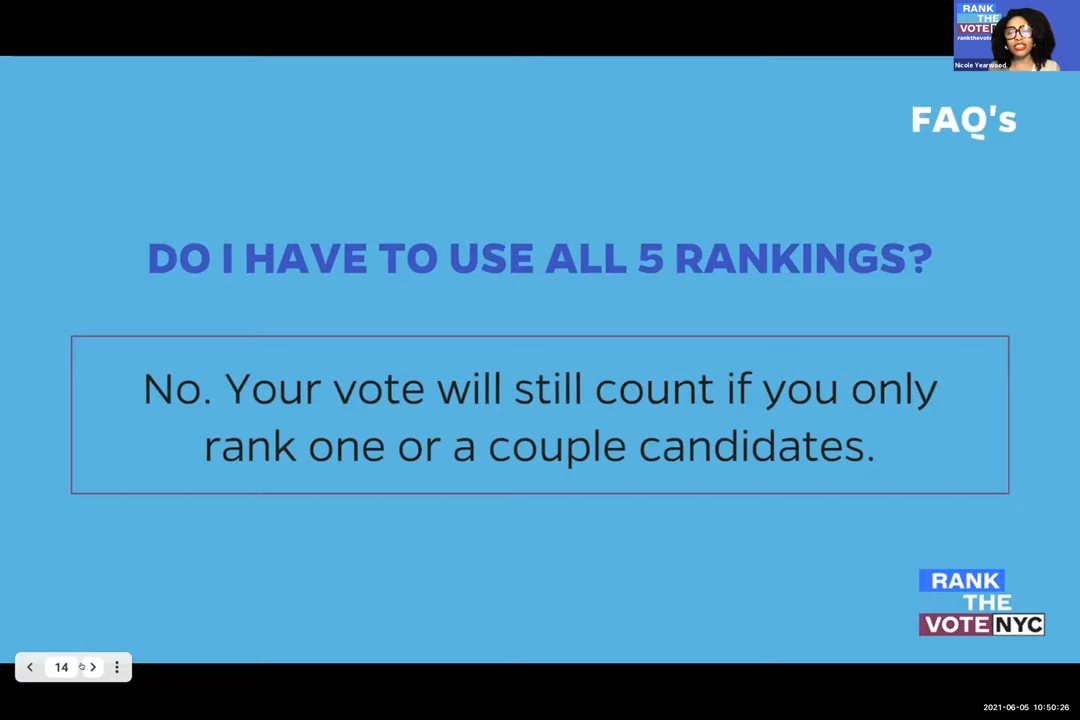 RANK
THE
VOTE
rankthevote
Nicole Yearwood
FAQ's
DO I HAVE TO USE ALL 5 RANKINGS?
No. Your vote will still count if you only
rank one or a couple candidates.
RANK
THE
VOTE NYC
14
2021-06-05 10:50:26